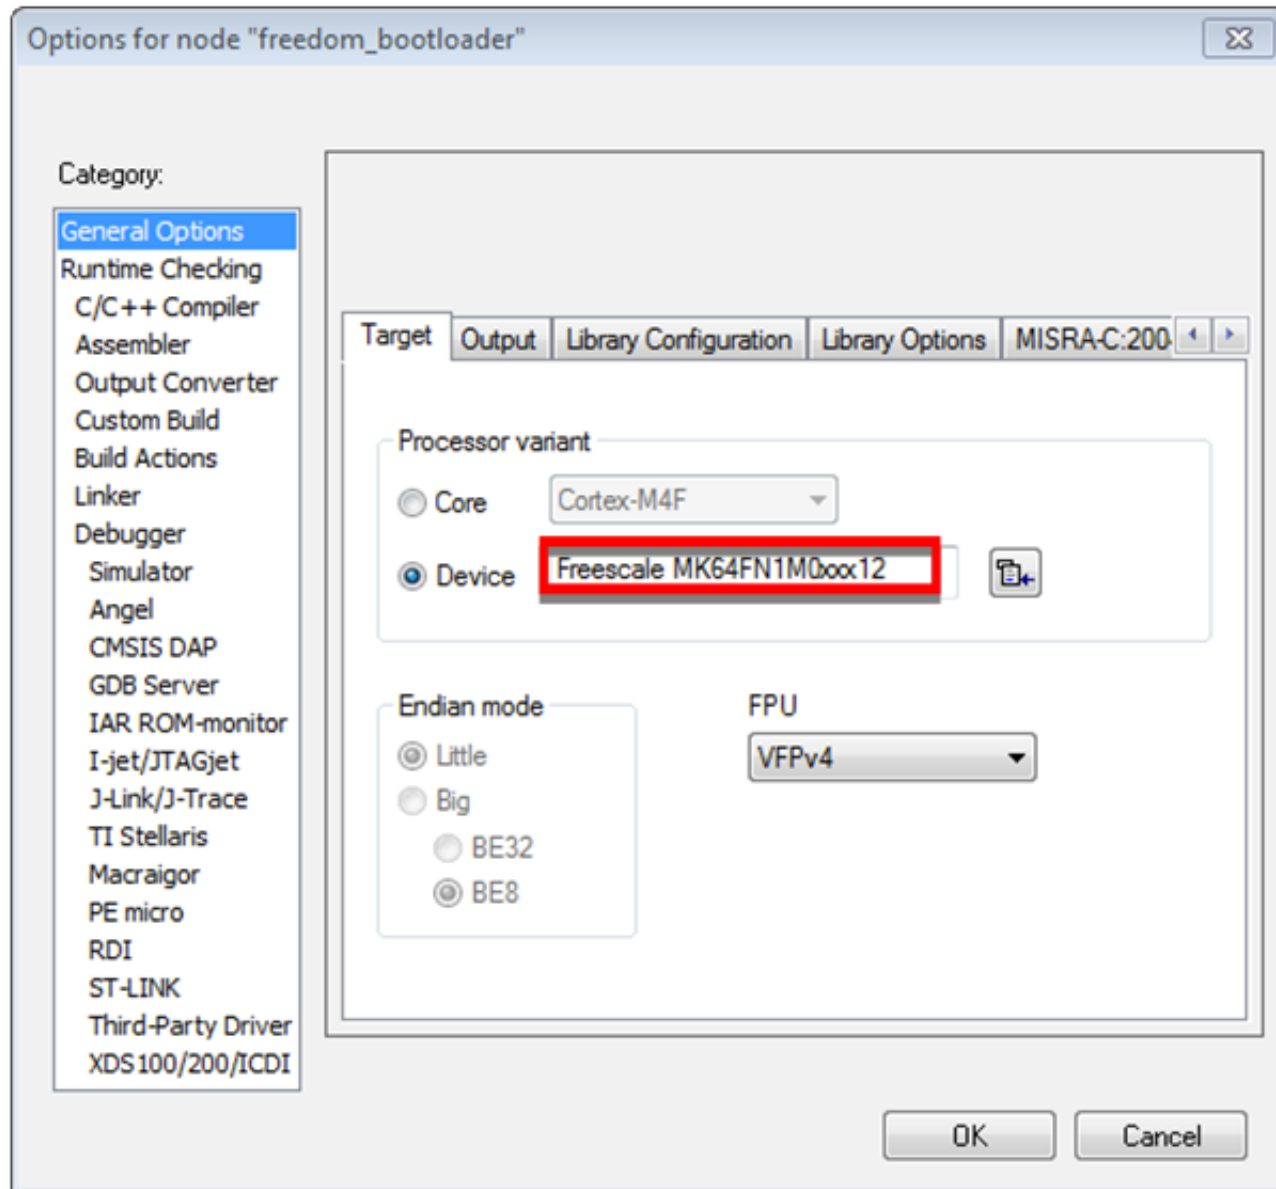 Options for node "freedom_bootloader"
Category:
General Options
Runtime Checking
C/C++ Compiler
Assembler
Output Converter
Custom Build
Build Actions
Linker
Debugger
Simulator
Angel
CMSIS DAP
GDB Server
IAR ROM-monitor
I-jet/JTAGjet
J-Link/J-Trace
TI Stellaris
Macraigor
PE micro
RDI
ST-LINK
Third-Party Driver
XDS100/200/ICDI
Target Output Library Configuration Library Options MISRA-C:200
Processor variant
Core Cortex-M4F
Device Freescale MK64FN1M0xxx12
Endian mode
Little
Big
BE32
BE8
FPU
VFPv4
OK Cancel